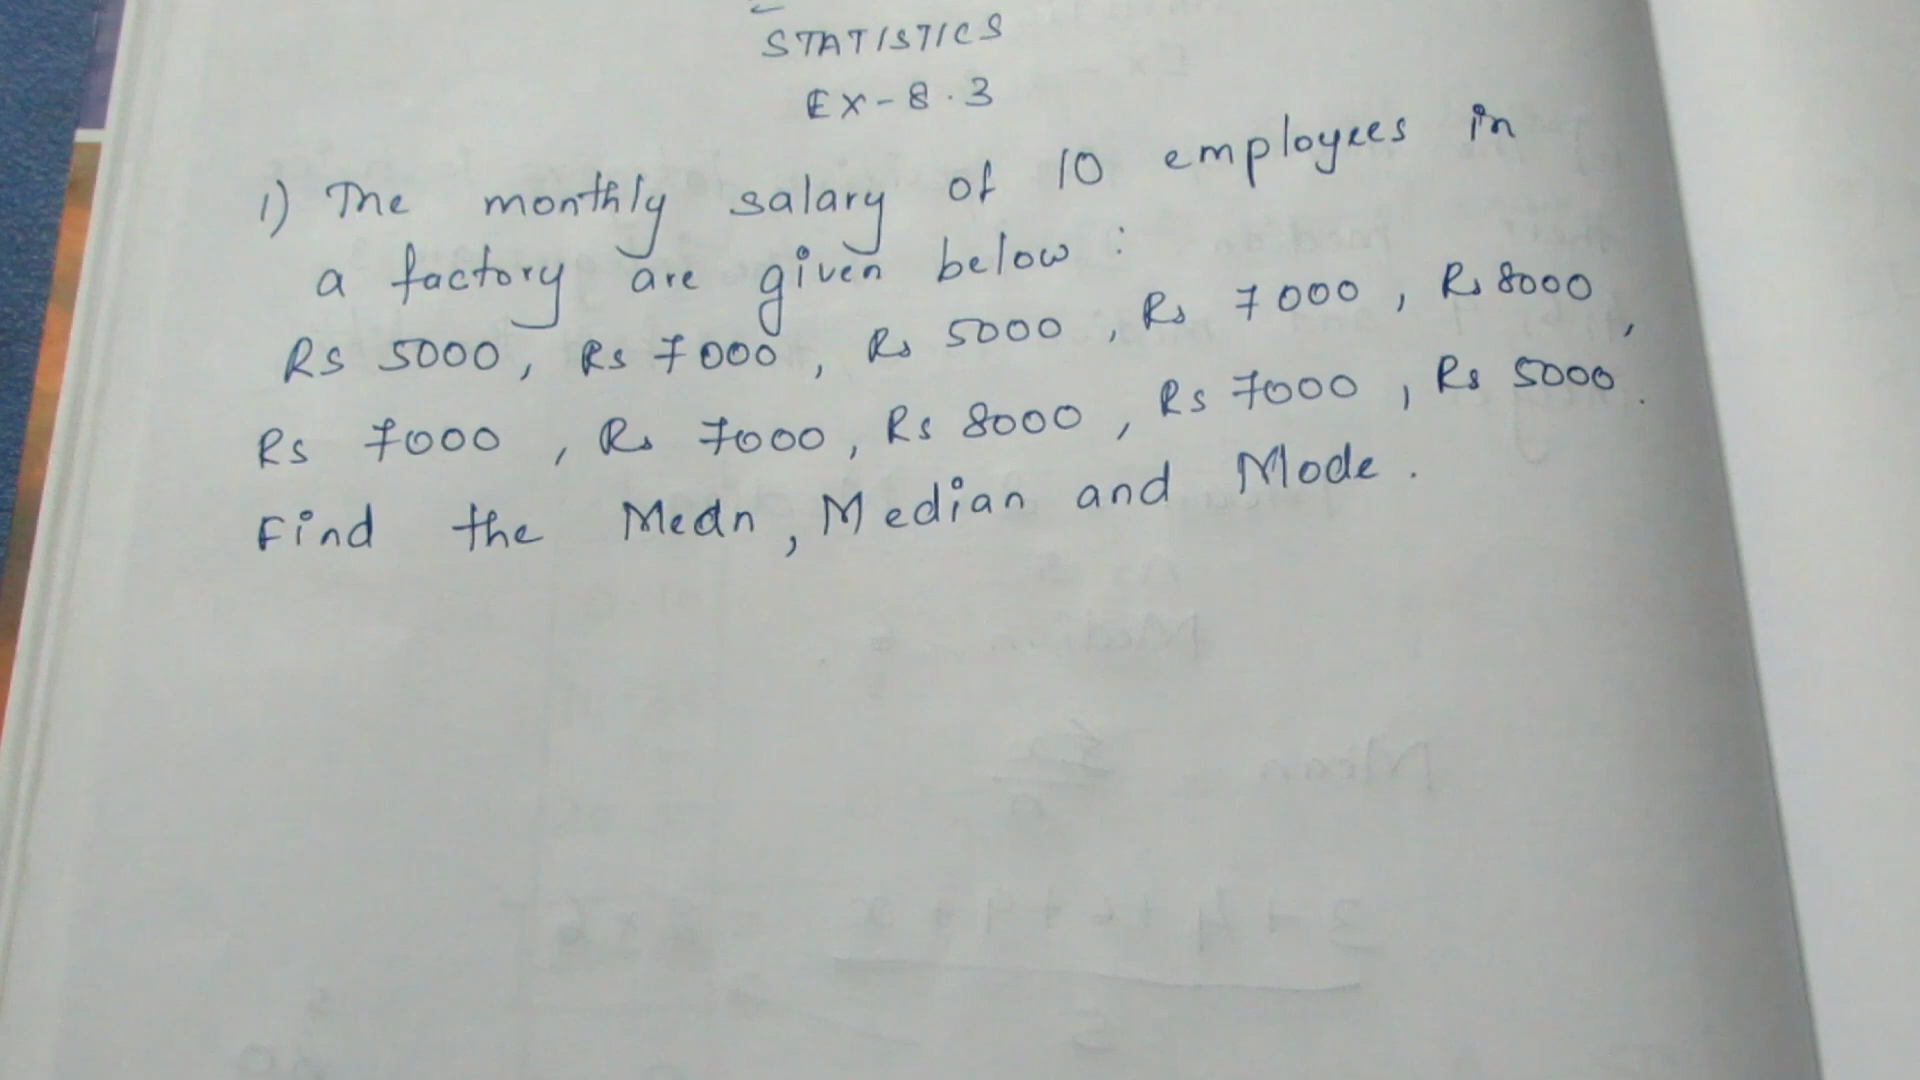 STATISTICS
EX-8.3
1) The monthly salary of 10 employees in
a factory are given below :
Rs 5000, Rs 7000, Rs 5000, Rs 7000, Rs 8000,
Rs 7000, Rs 7000, Rs 8000, Rs 7000, Rs 5000.
Find the Mean, Median and Mode.